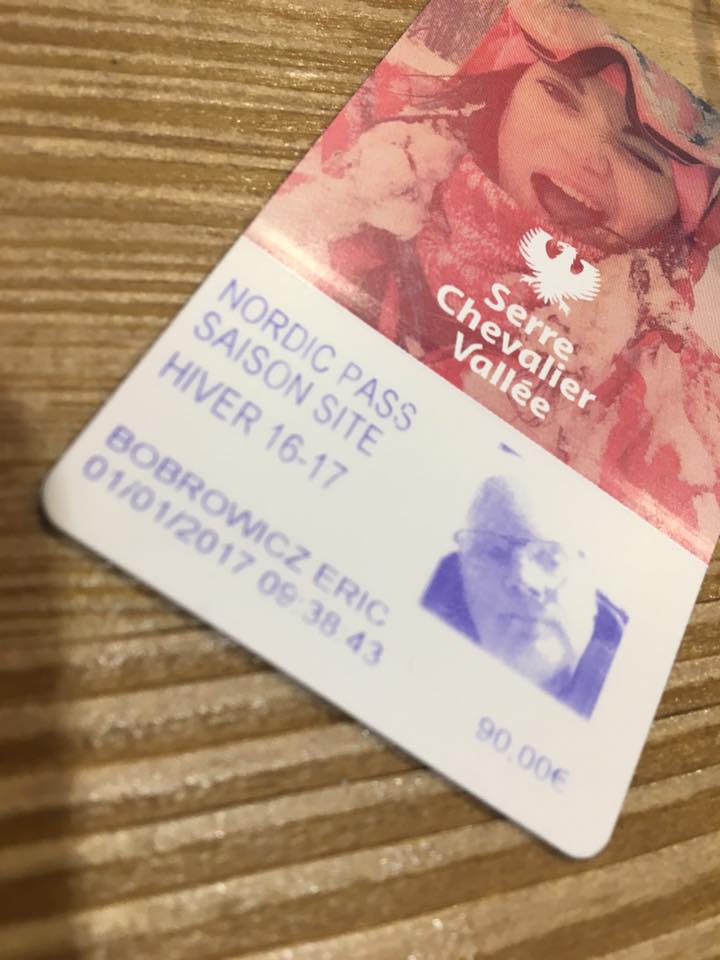 Serre
Chevalier
Vallée
NORDIC PASS
SAISON SITE
HIVER 16-17
BOBROWICZ ERIC
01/01/2017 09:38:43
90,00€